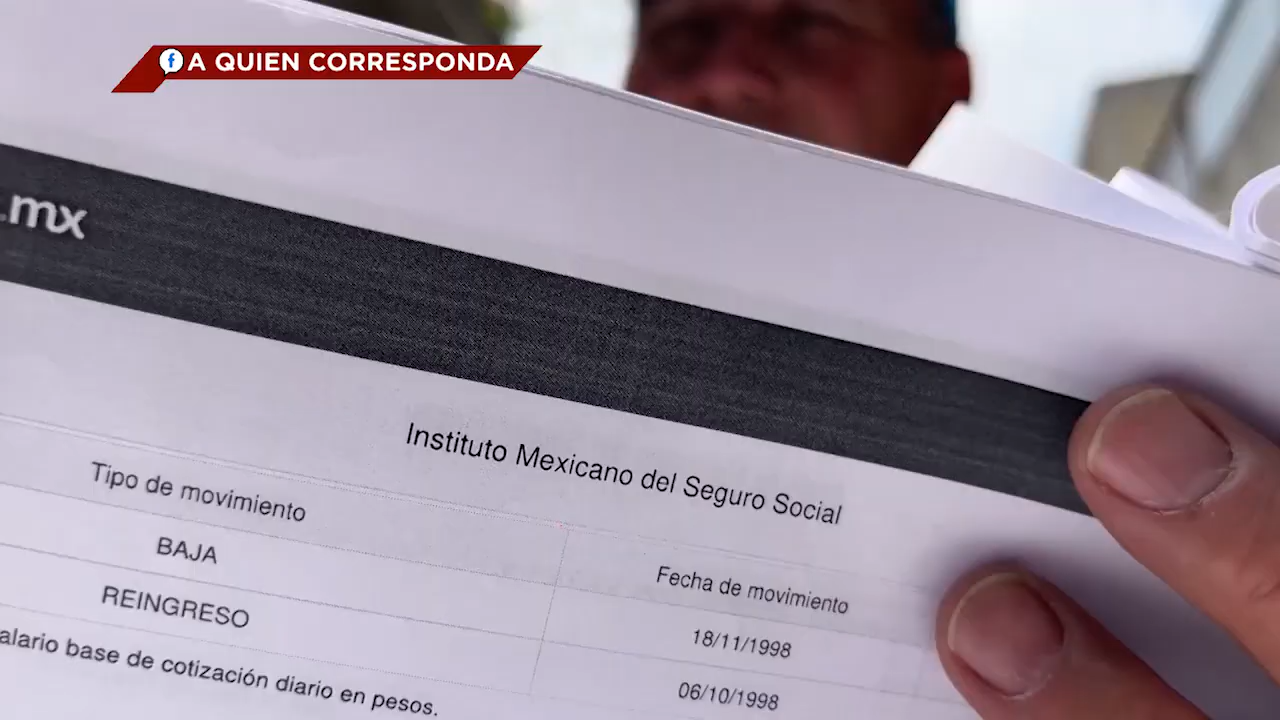 A QUIEN CORRESPONDA
.mx
Instituto Mexicano del Seguro Social
Tipo de movimiento
Fecha de movimiento
BAJA
18/11/1998
REINGRESO
06/10/1998
alario base de cotización diario en pesos.